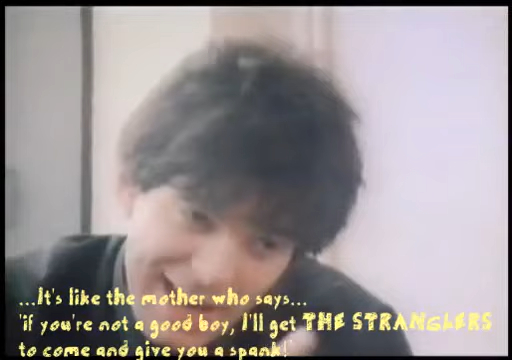 ...It's like the mother who says...
'if you're not a good boy, I'll get THE STRANGLERS
to come and give you a spank!'